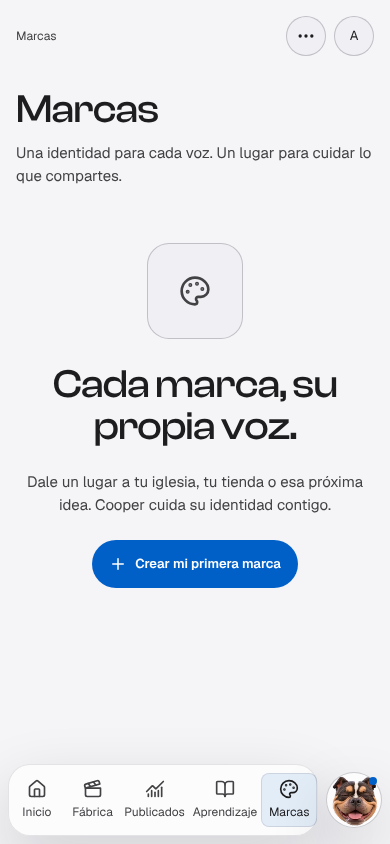 Marcas
A
Marcas
Una identidad para cada voz. Un lugar para cuidar lo
que compartes.
Cada marca, su
propia voz.
Dale un lugar a tu iglesia, tu tienda o esa próxima
idea. Cooper cuida su identidad contigo.
Crear mi primera marca
Inicio
Fábrica
Publicados
Aprendizaje
Marcas